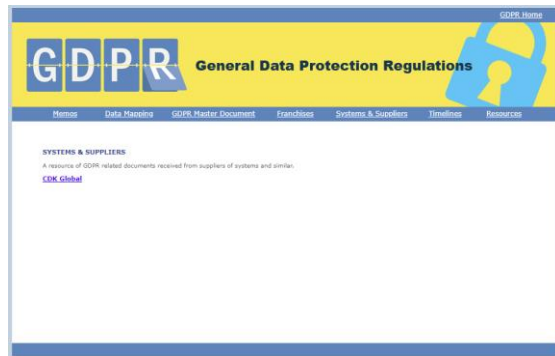 GDPR Home
GDPR
General Data Protection Regulations
Memos Data Mapping GDPR Master Document Franchises Systems & Suppliers Timelines Resources
SYSTEMS & SUPPLIERS
A resource of GDPR related documents received from suppliers of systems and similar.
CDK Global